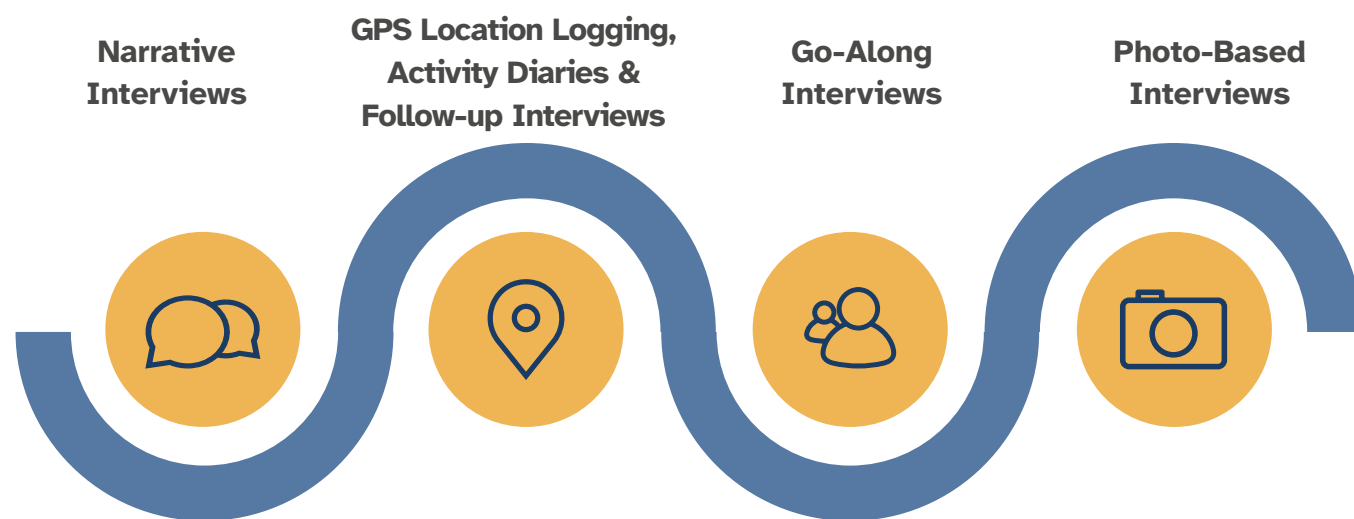 Narrative
Interviews
GPS Location Logging,
Activity Diaries &
Follow-up Interviews
Go-Along
Interviews
Photo-Based
Interviews